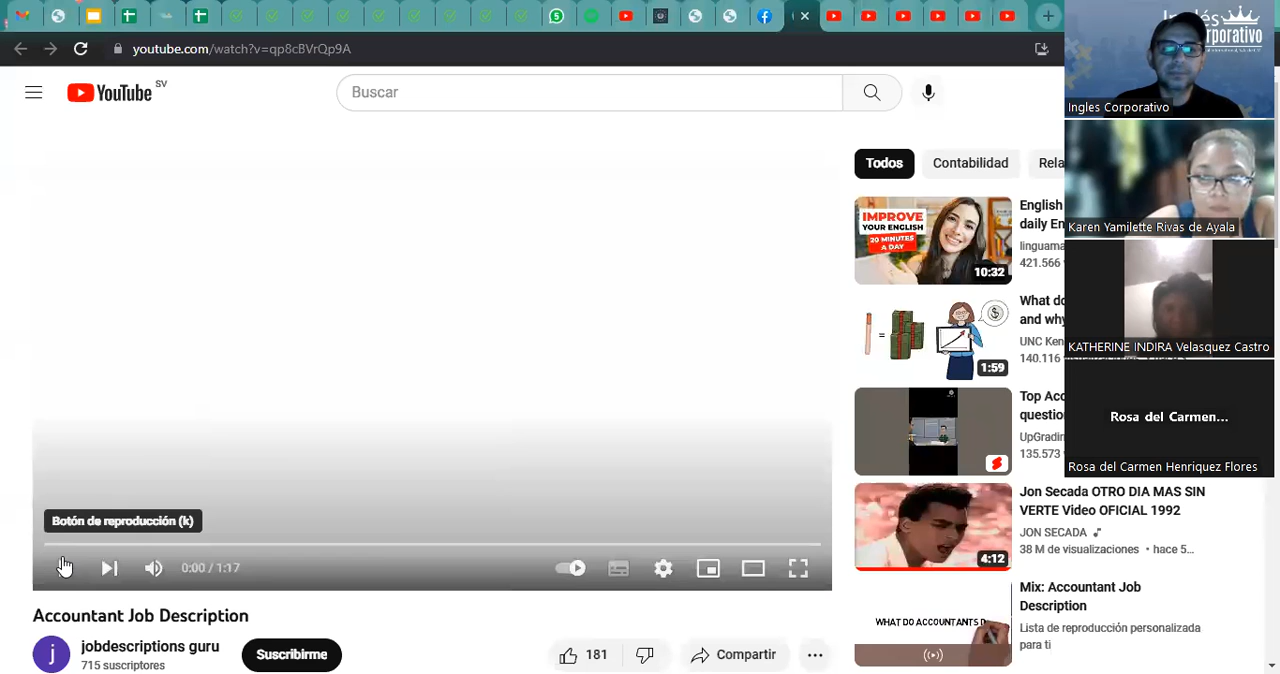 5
youtube.com/watch?v=qp8cBVrQp9A
YouTube SV
Buscar
Todos
Contabilidad
Rela
IMPROVE
YOUR ENGLISH
20 MINUTES
A DAY
10:32
English
daily En
linguama
421.566
$
=
1:59
What do
and why
UNC Ken
140.116
Top Acc
question
UpGradin
135.573
4:12
Jon Secada OTRO DIA MAS SIN
VERTE Video OFICIAL 1992
JON SECADA
38 M de visualizaciones • hace 5...
WHAT DO ACCOUNTANTS D
Mix: Accountant Job
Description
Lista de reproducción personalizada
para ti
Botón de reproducción (k)
0:00 / 1:17
Accountant Job Description
j
jobdescriptions guru
715 suscriptores
Suscribirme
181
Compartir
Inglés
Corporativo
Ingles Corporativo
Karen Yamilette Rivas de Ayala
KATHERINE INDIRA Velasquez Castro
Rosa del Carmen...
Rosa del Carmen Henriquez Flores